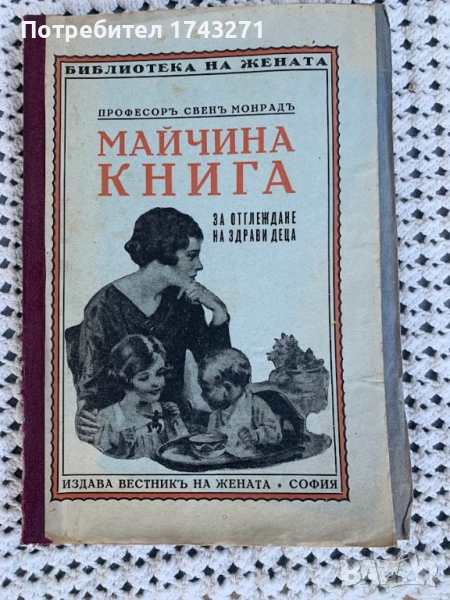 Потребител 1743271
БИБЛИОТЕКА НА ЖЕНАТА
ПРОФЕСОРЪ СВЕНЪ МОНРАДЪ
МАЙЧИНА
КНИГА
ЗА ОТГЛЕЖДАНЕ
НА ЗДРАВИ ДЕЦА
ИЗДАВА ВЕСТНИКЪ НА ЖЕНАТА • СОФИЯ